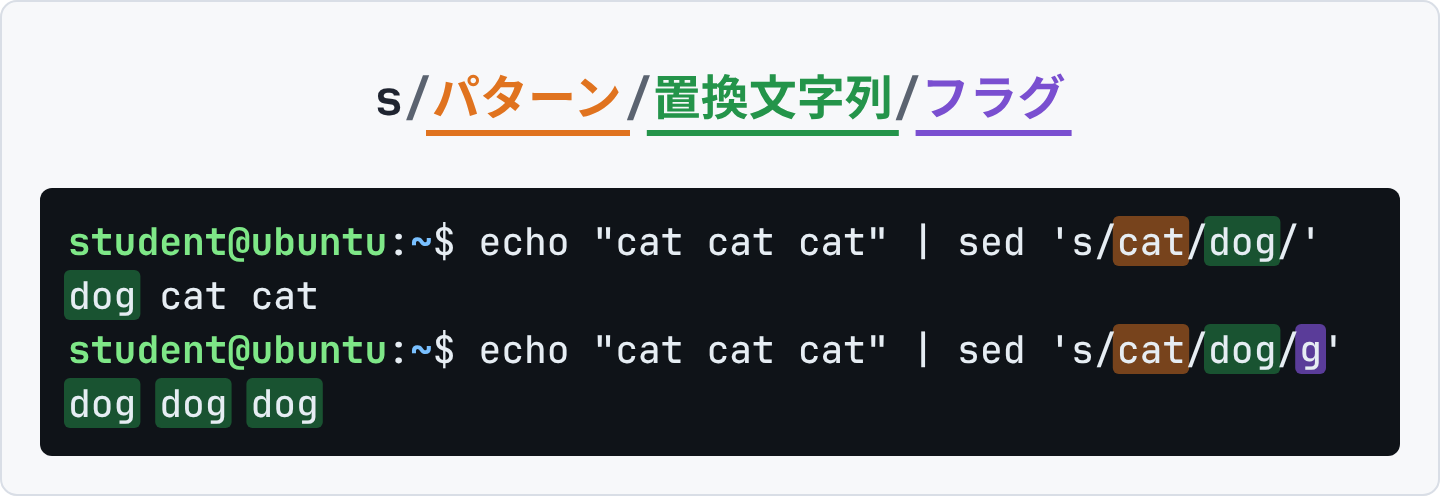 s/パターン/置換文字列/フラグ
student@ubuntu:~$ echo "cat cat cat" | sed 's/cat/dog/'
dog cat cat
student@ubuntu:~$ echo "cat cat cat" | sed 's/cat/dog/g'
dog dog dog